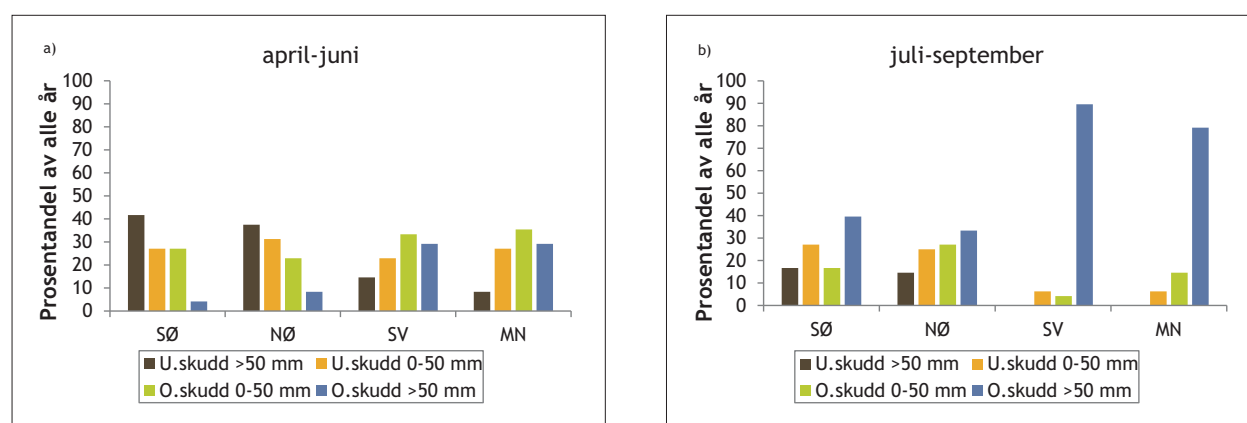 a)
april-juni
Prosentandel av alle år
100
90
80
70
60
50
40
30
20
10
0
SØ NØ SV MN
U.skudd >50 mm U.skudd 0-50 mm
O.skudd 0-50 mm O.skudd >50 mm
b)
juli-september
Prosentandel av alle år
100
90
80
70
60
50
40
30
20
10
0
SØ NØ SV MN
U.skudd >50 mm U.skudd 0-50 mm
O.skudd 0-50 mm O.skudd >50 mm